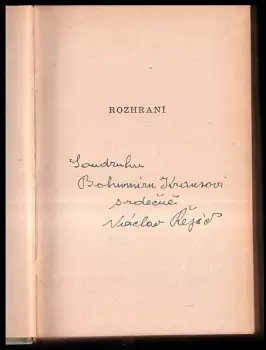 ROZHRANÍ
Soudruhu
Bohumíru Krausovi
srdečně
Václav Řezáč